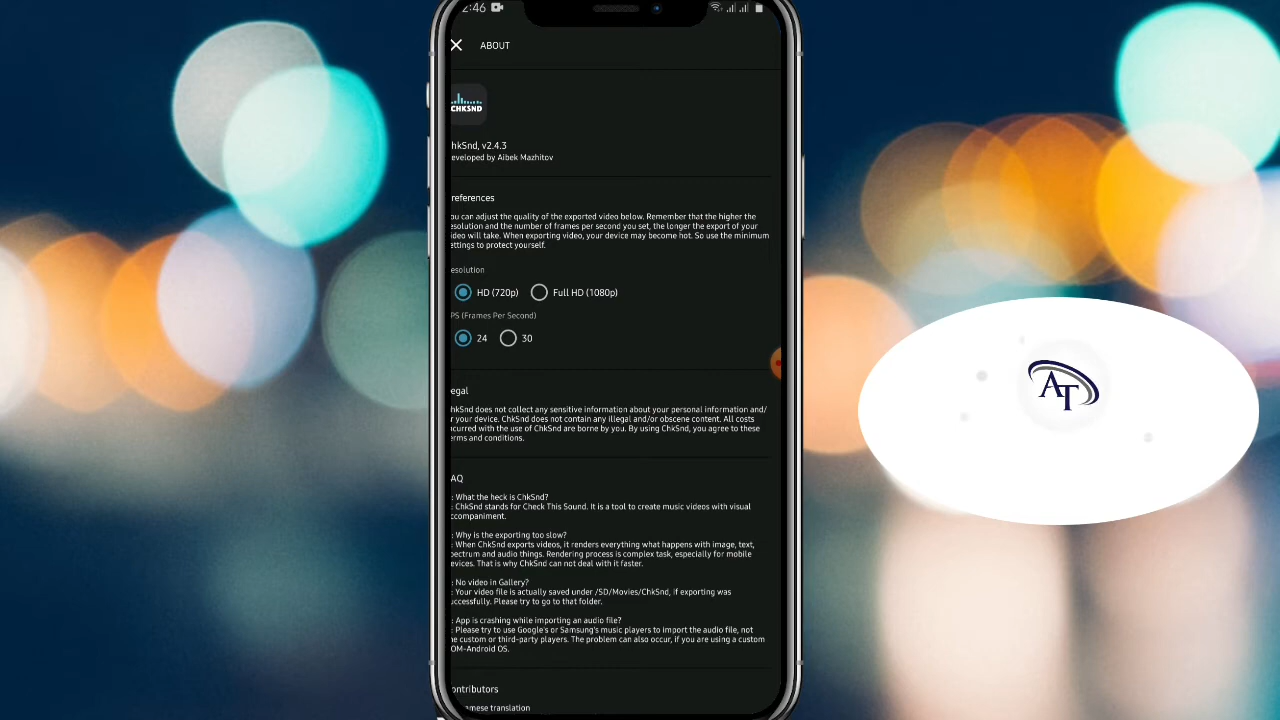 2:46
ABOUT
CHKSND
hkSnd, v2.4.3
eveloped by Aibek Mazhitov
references
ou can adjust the quality of the exported video below. Remember that the higher the
esolution and the number of frames per second you set, the longer the export of your
ideo will take. When exporting video, your device may become hot. So use the minimum
ettings to protect yourself.
esolution
HD (720p) Full HD (1080p)
PS (Frames Per Second)
24 30
egal
hkSnd does not collect any sensitive information about your personal information and/
r your device. ChkSnd does not contain any illegal and/or obscene content. All costs
curred with the use of ChkSnd are borne by you. By using ChkSnd, you agree to these
erms and conditions.
AQ
: What the heck is ChkSnd?
: ChkSnd stands for Check This Sound. It is a tool to create music videos with visual
ccompaniment.
: Why is the exporting too slow?
: When ChkSnd exports videos, it renders everything what happens with image, text,
pectrum and audio things. Rendering process is complex task, especially for mobile
evices. That is why ChkSnd can not deal with it faster.
: No video in Gallery?
: Your video file is actually saved under /SD/Movies/ChkSnd, if exporting was
uccessfully. Please try to go to that folder.
: App is crashing while importing an audio file?
: Please try to use Google's or Samsung's music players to import the audio file, not
e custom or third-party players. The problem can also occur, if you are using a custom
OM-Android OS.
ontributors
mese translation
AT